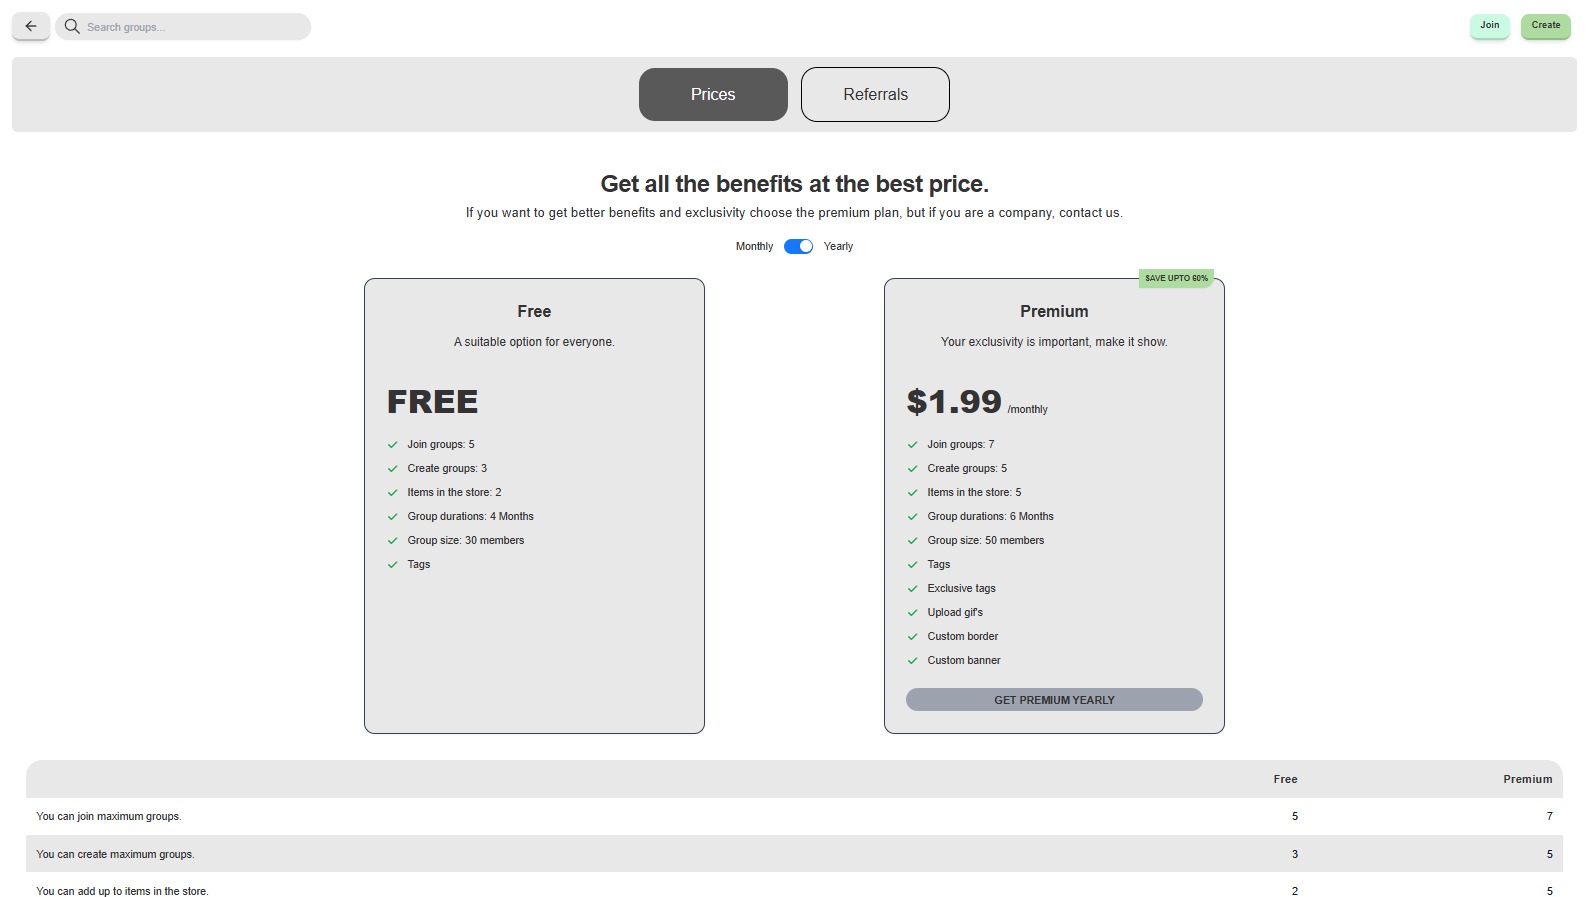 Search groups...
Join
Create
Prices
Referrals
Get all the benefits at the best price.
If you want to get better benefits and exclusivity choose the premium plan, but if you are a company, contact us.
Monthly
Yearly
Free
A suitable option for everyone.
FREE
Join groups: 5
Create groups: 3
Items in the store: 2
Group durations: 4 Months
Group size: 30 members
Tags
SAVE UPTO 60%
Premium
Your exclusivity is important, make it show.
$1.99 /monthly
Join groups: 7
Create groups: 5
Items in the store: 5
Group durations: 6 Months
Group size: 50 members
Tags
Exclusive tags
Upload gif's
Custom border
Custom banner
GET PREMIUM YEARLY
Free Premium
You can join maximum groups. 5 7
You can create maximum groups. 3 5
You can add up to items in the store. 2 5